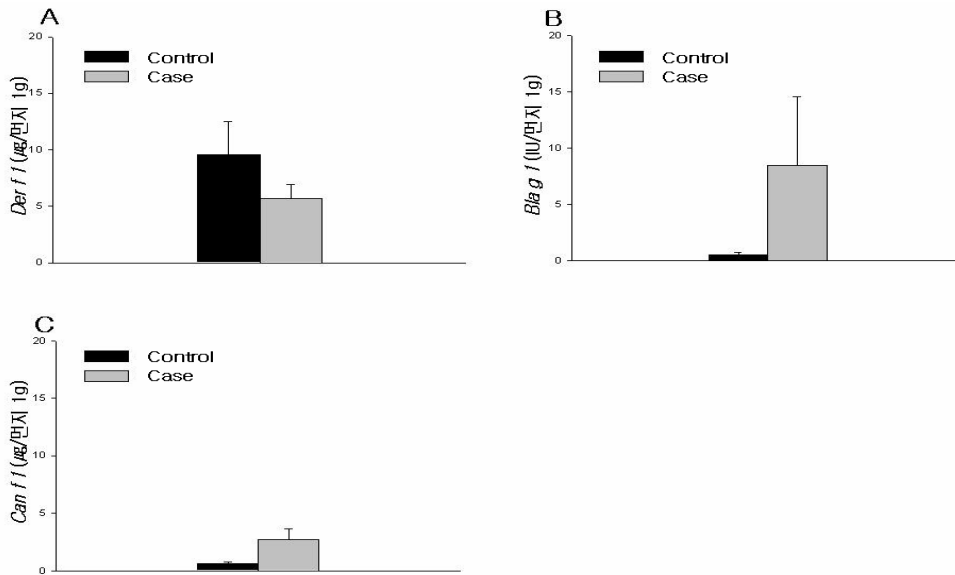 A
20
15
10
5
0
Der f 1 (㎍/먼지 1g)
Control
Case
B
20
15
10
5
0
Bla g 1 (IU/먼지 1g)
Control
Case
C
20
15
10
5
0
Can f 1 (㎍/먼지 1g)
Control
Case